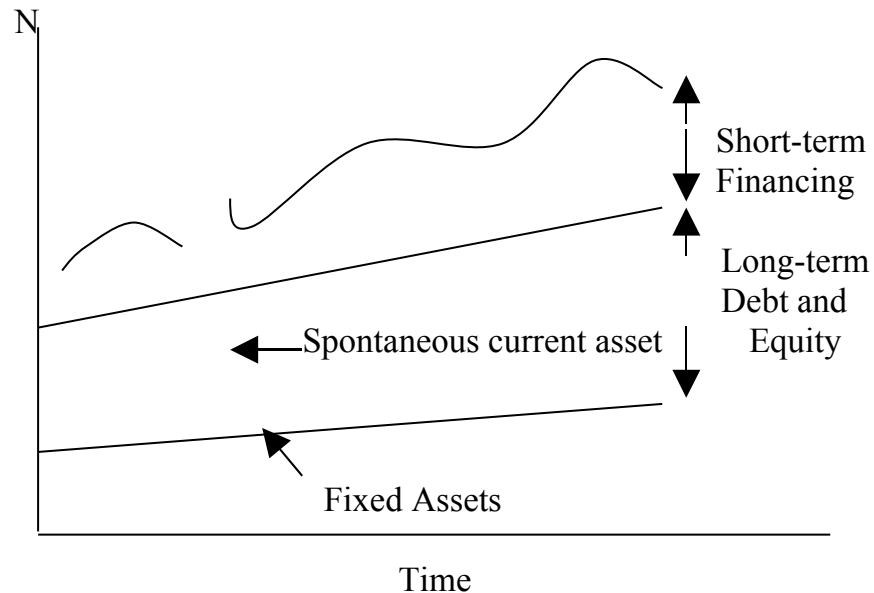 N
Short-term
Financing
Long-term
Debt and
Equity
Spontaneous current asset
Fixed Assets
Time